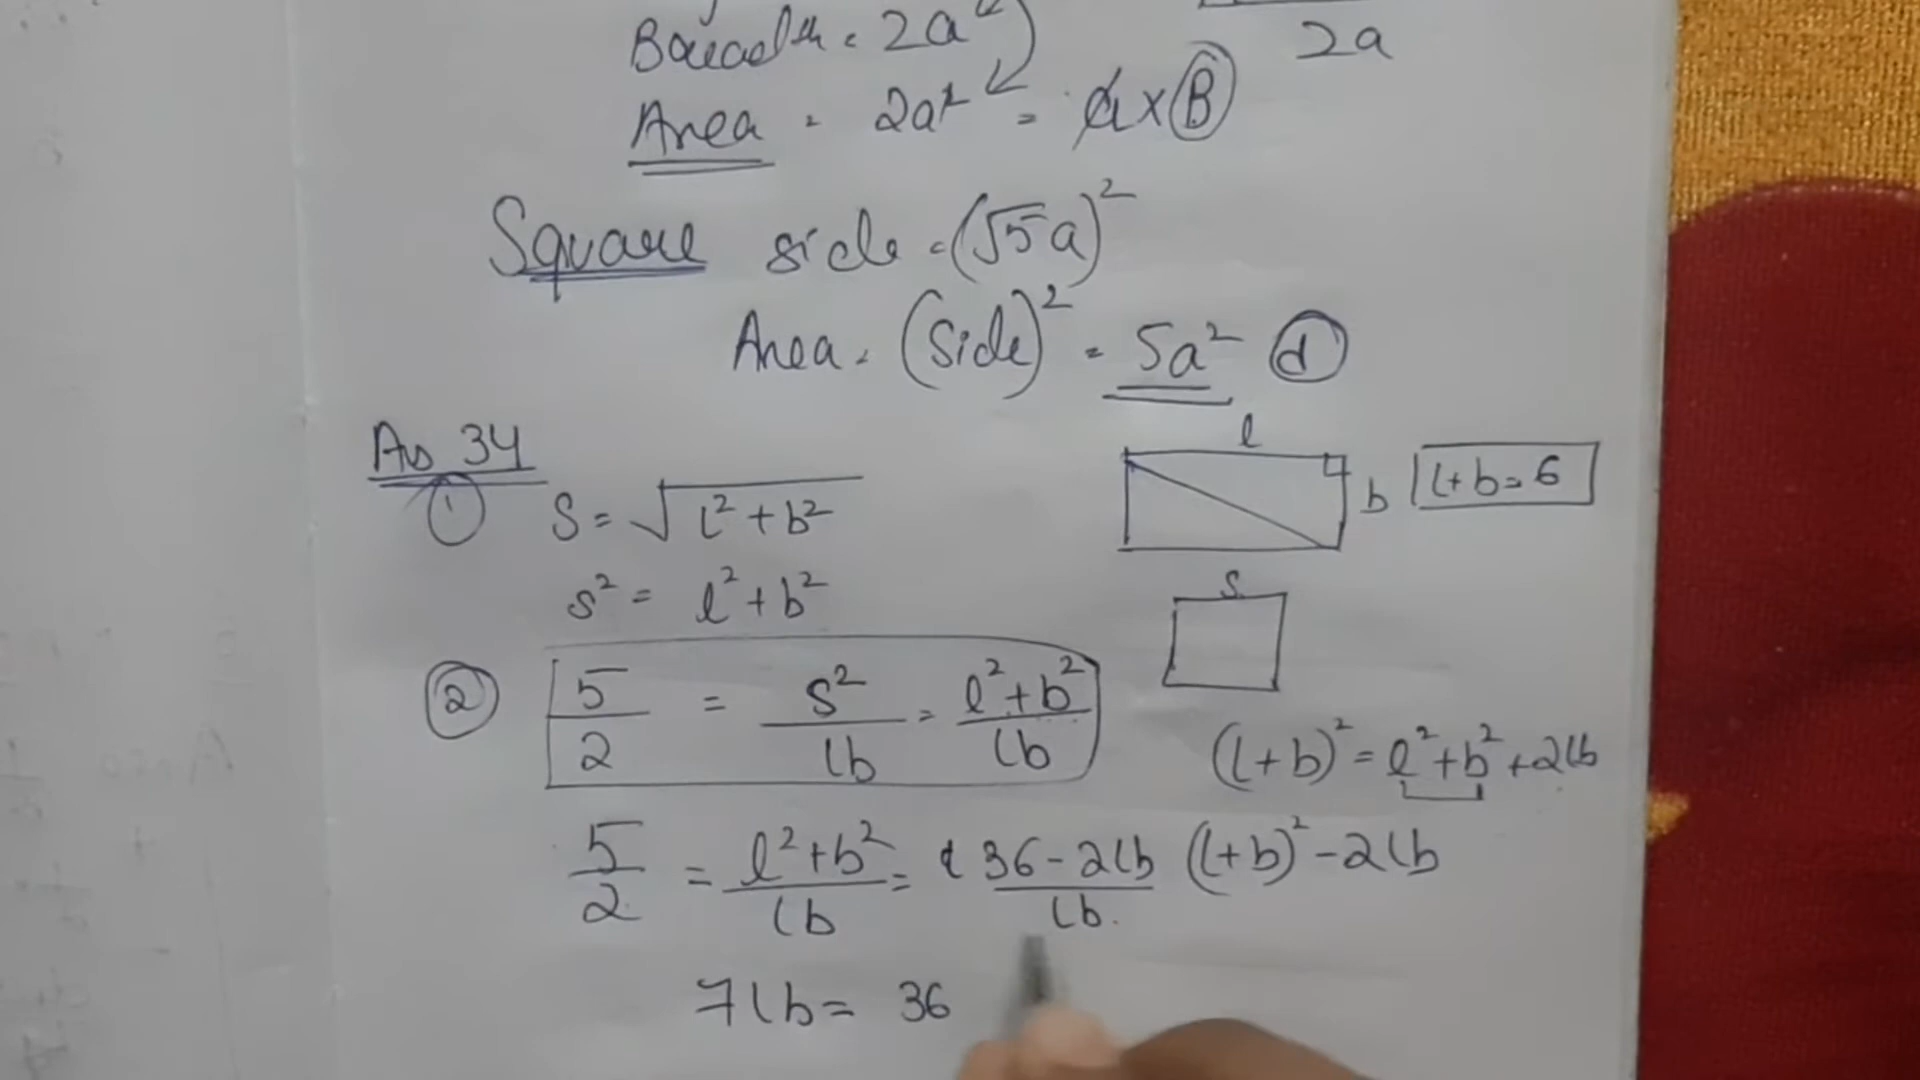 Breadth = 2a
2a
Area = 2a² = a × B
Square side = (√5a)²
Area = (Side)² = 5a² d
As 34
l
b
l+b=6
1 S = √l²+b²
s² = l²+b²
S
2 5/2 = S²/lb = l²+b²/lb
(l+b)² = l²+b²+2lb
5/2 = l²+b²/lb = 36-2lb/lb (l+b)²-2lb
7lb = 36